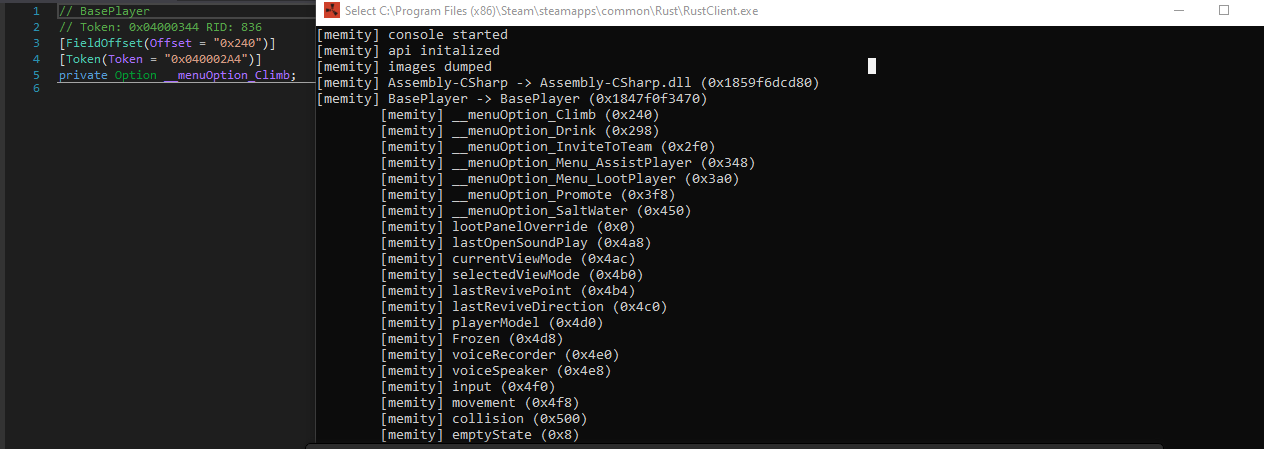 1 // BasePlayer
2 // Token: 0x04000344 RID: 836
3 [FieldOffset(Offset = "0x240")]
4 [Token(Token = "0x040002A4")]
5 private Option __menuOption_Climb;
6
Select C:\Program Files (x86)\Steam\steamapps\common\Rust\RustClient.exe
[memity] console started
[memity] api initalized
[memity] images dumped
[memity] Assembly-CSharp -> Assembly-CSharp.dll (0x1859f6dcd80)
[memity] BasePlayer -> BasePlayer (0x1847f0f3470)
[memity] __menuOption_Climb (0x240)
[memity] __menuOption_Drink (0x298)
[memity] __menuOption_InviteToTeam (0x2f0)
[memity] __menuOption_Menu_AssistPlayer (0x348)
[memity] __menuOption_Menu_LootPlayer (0x3a0)
[memity] __menuOption_Promote (0x3f8)
[memity] __menuOption_SaltWater (0x450)
[memity] lootPanelOverride (0x0)
[memity] lastOpenSoundPlay (0x4a8)
[memity] currentViewMode (0x4ac)
[memity] selectedViewMode (0x4b0)
[memity] lastRevivePoint (0x4b4)
[memity] lastReviveDirection (0x4c0)
[memity] playerModel (0x4d0)
[memity] Frozen (0x4d8)
[memity] voiceRecorder (0x4e0)
[memity] voiceSpeaker (0x4e8)
[memity] input (0x4f0)
[memity] movement (0x4f8)
[memity] collision (0x500)
[memity] emptyState (0x8)